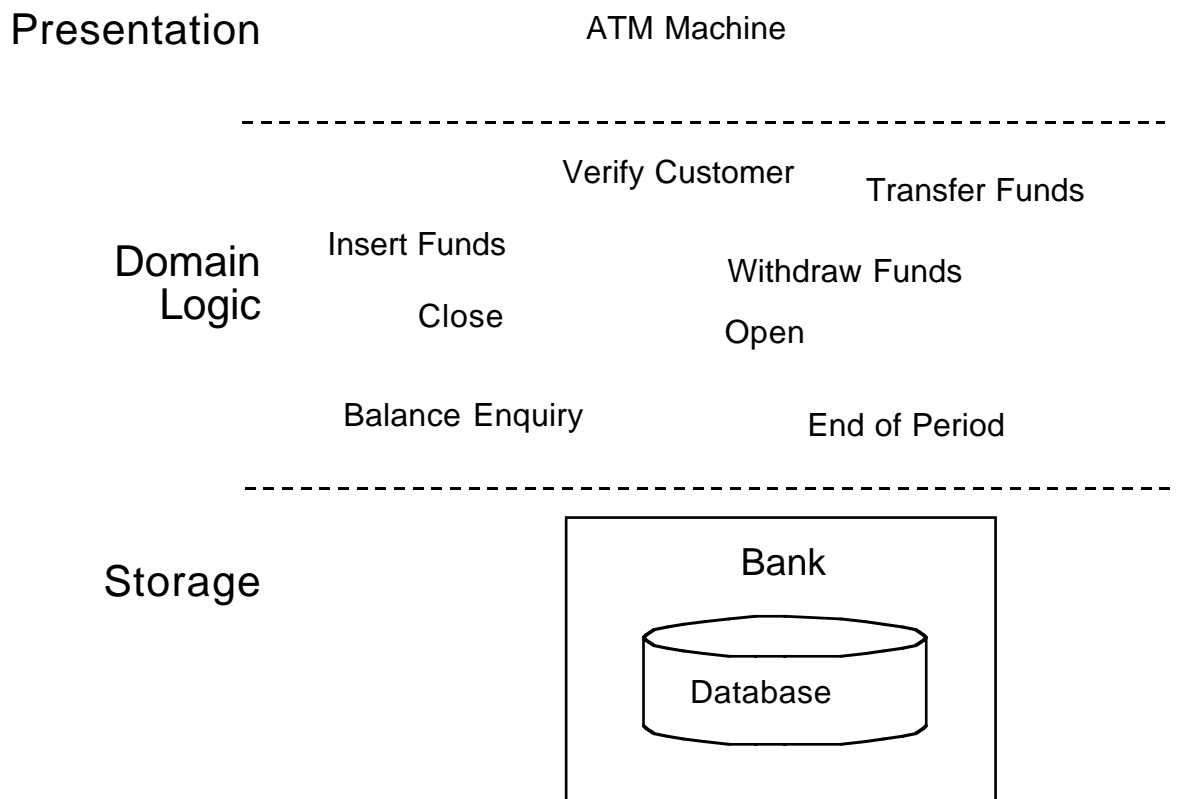 Presentation
ATM Machine
Verify Customer
Transfer Funds
Insert Funds
Domain
Logic
Withdraw Funds
Close
Open
Balance Enquiry
End of Period
Storage
Bank
Database